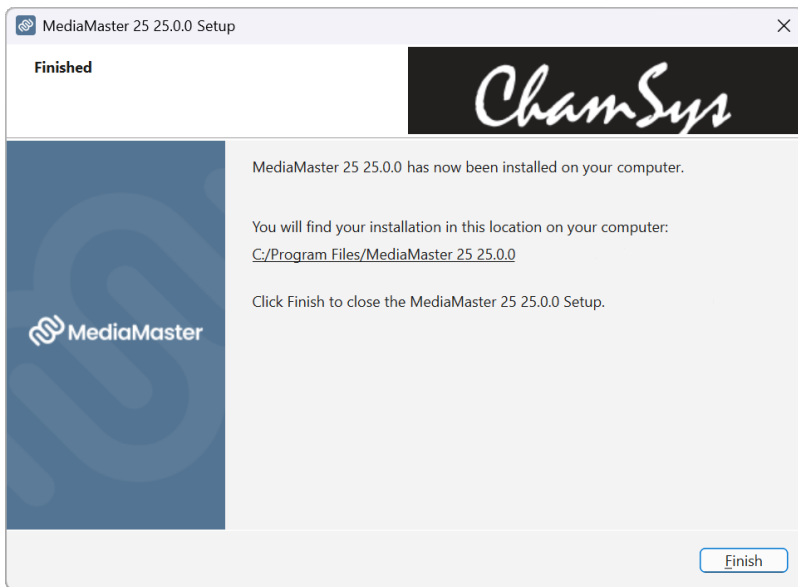 MediaMaster 25 25.0.0 Setup
Finished
ChamSys
MediaMaster 25 25.0.0 has now been installed on your computer.
You will find your installation in this location on your computer:
C:/Program Files/MediaMaster 25 25.0.0
Click Finish to close the MediaMaster 25 25.0.0 Setup.
MediaMaster
Finish